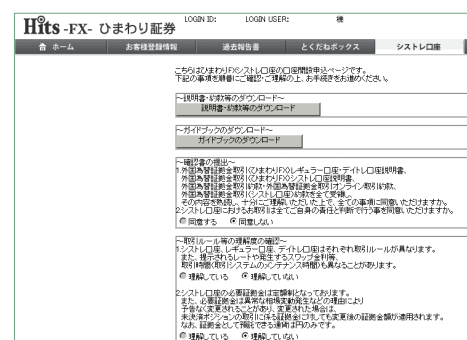 Hits -FX- ひまわり証券
LOGIN ID: LOGIN USER: 様
ホーム お客様登録情報 過去報告書 とくだねボックス シストレ口座
こちらはひまわりFXシストレ口座の口座開設申込ページです。
下記の事項を順番にご確認・ご理解の上、お手続きをお進めください。
～説明書・約款等のダウンロード～
説明書・約款等のダウンロード
～ガイドブックのダウンロード～
ガイドブックのダウンロード
～確認書の提出～
1.外国為替証拠金取引<ひまわりFXレギュラー口座・デイトレ口座説明書、
外国為替証拠金取引<ひまわりFXシストレ口座説明書、
外国為替証拠金取引約款・外国為替証拠金取引オンライン取引約款、
外国為替証拠金取引(シストレ口座)約款を全て受領し、
その内容を熟読し、十分にご理解いただいた上で、全ての事項に同意いただけますか。
2.シストレ口座におけるお取引は全てご自身の責任と判断で行う事を同意いただけますか。
同意する 同意しない
～取引ルール等の理解度の確認～
1.シストレ口座、レギュラー口座、デイトレ口座はそれぞれ取引ルールが異なります。
また、提示されるレートや発生するスワップ金利等、
取引時間(取引システムのメンテナンス時間)も異なることがあります。
理解している 理解していない
2.シストレ口座の必要証拠金は定額制となっております。
また、必要証拠金は異常な相場変動発生などの理由により
予告なく変更されることがあり、変更された場合は、
未決済ポジションの取引に係る証拠金に対しても変更後の証拠金額が適用されます。
なお、証拠金として預託できる通貨は円のみです。
理解している 理解していない